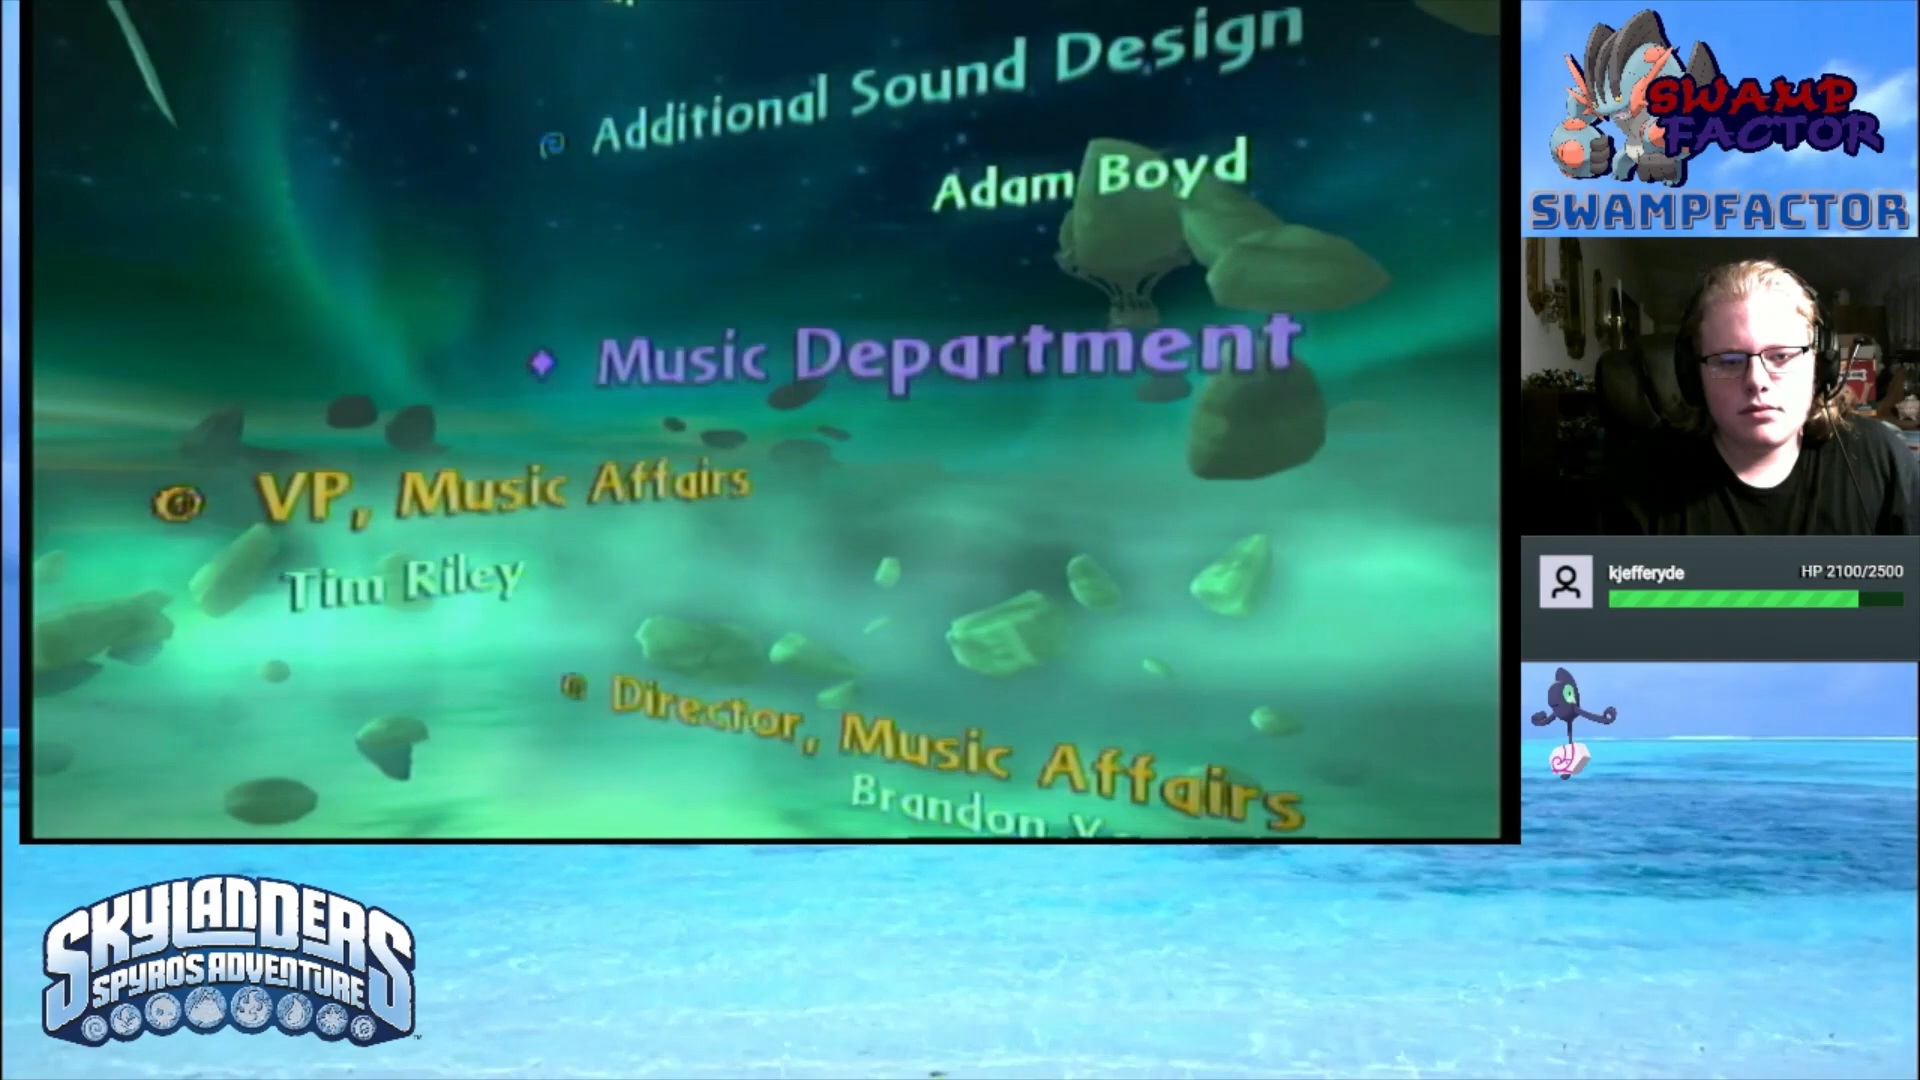 Additional Sound Design
Adam Boyd
Music Department
VP, Music Affairs
Tim Riley
Director, Music Affairs
Brandon
SWAMP
FACTOR
SWAMPFACTOR
kjefferyde
HP 2100/2500
SKYLANDERS
SPYRO'S ADVENTURE